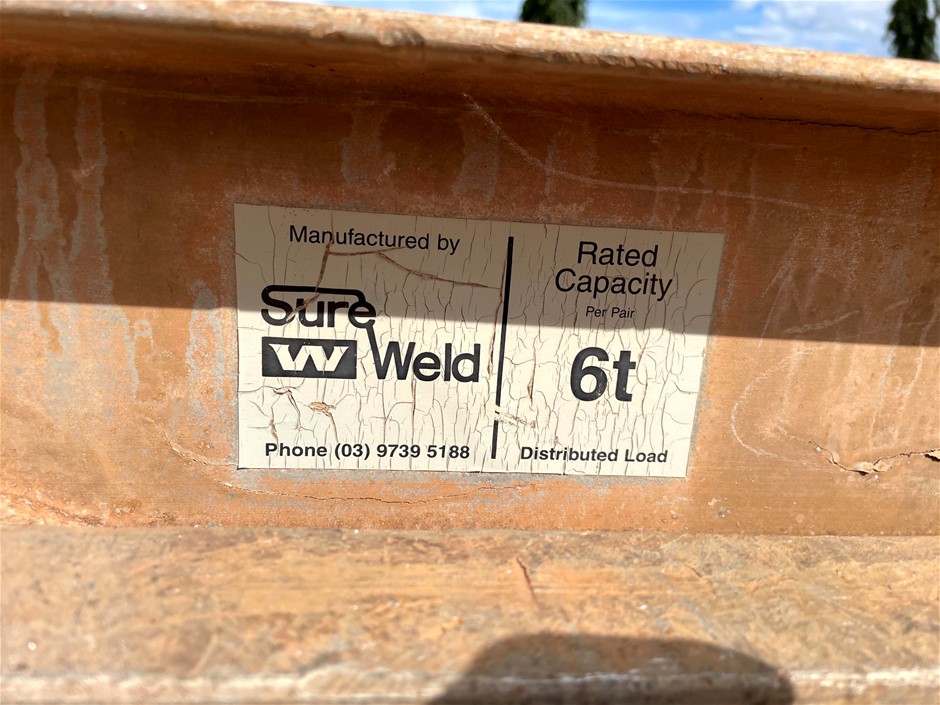 Manufactured by
Sure
W Weld
Phone (03) 9739 5188
Rated
Capacity
Per Pair
6t
Distributed Load